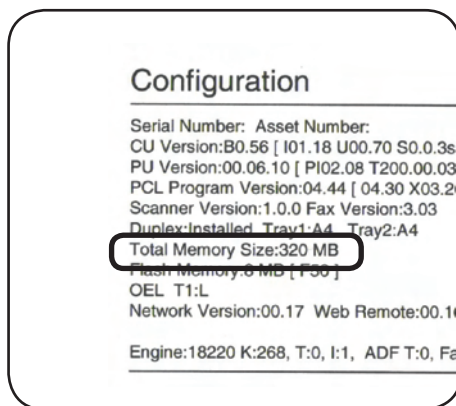 Configuration
Serial Number: Asset Number:
CU Version:B0.56 [ I01.18 U00.70 S0.0.3s
PU Version:00.06.10 [ PI02.08 T200.00.03
PCL Program Version:04.44 [ 04.30 X03.2
Scanner Version:1.0.0 Fax Version:3.03
Duplex:Installed Tray1:A4 Tray2:A4
Total Memory Size:320 MB
Flash Memory:8 MB [ F50 ]
OEL T1:L
Network Version:00.17 Web Remote:00.16
Engine:18220 K:268, T:0, I:1, ADF T:0, Fa